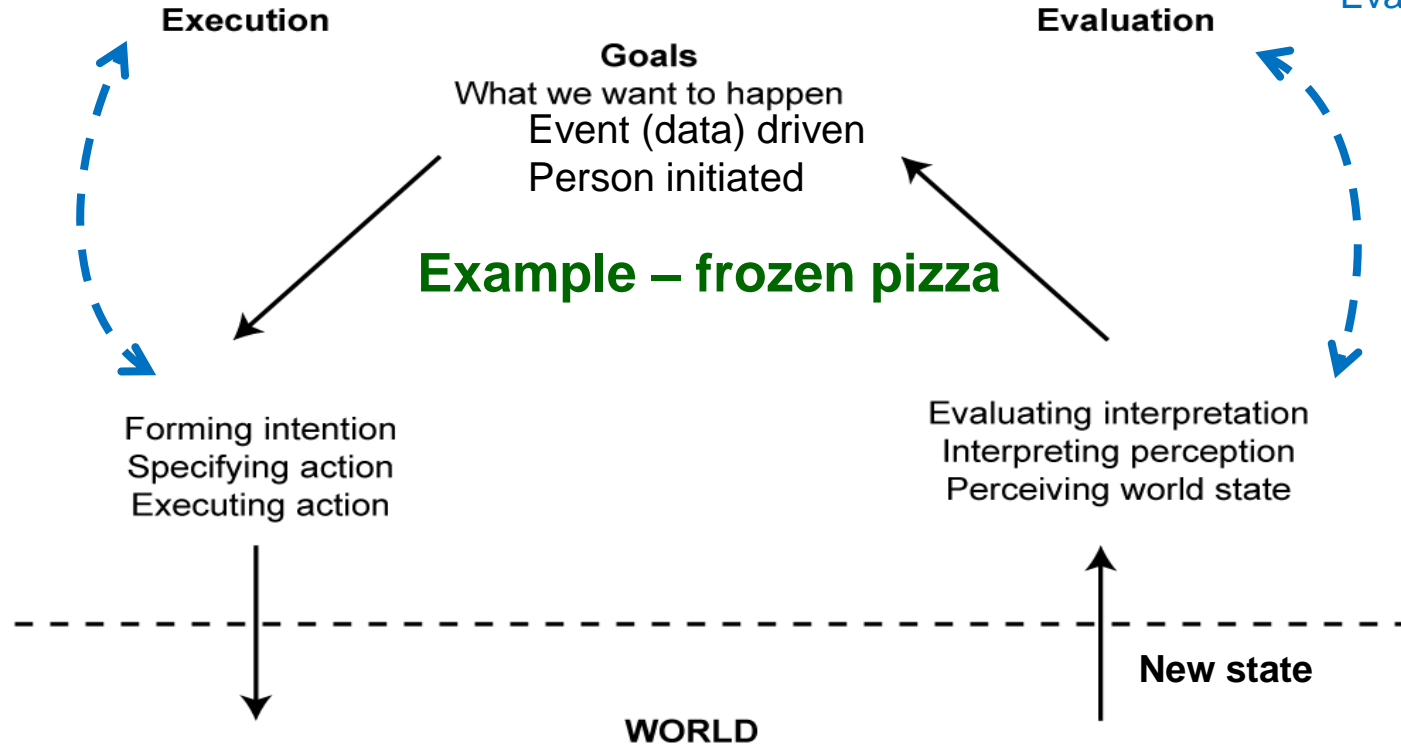 Execution
Evaluation
Goals
What we want to happen
Event (data) driven
Person initiated
Example – frozen pizza
Forming intention
Specifying action
Executing action
Evaluating interpretation
Interpreting perception
Perceiving world state
New state
WORLD